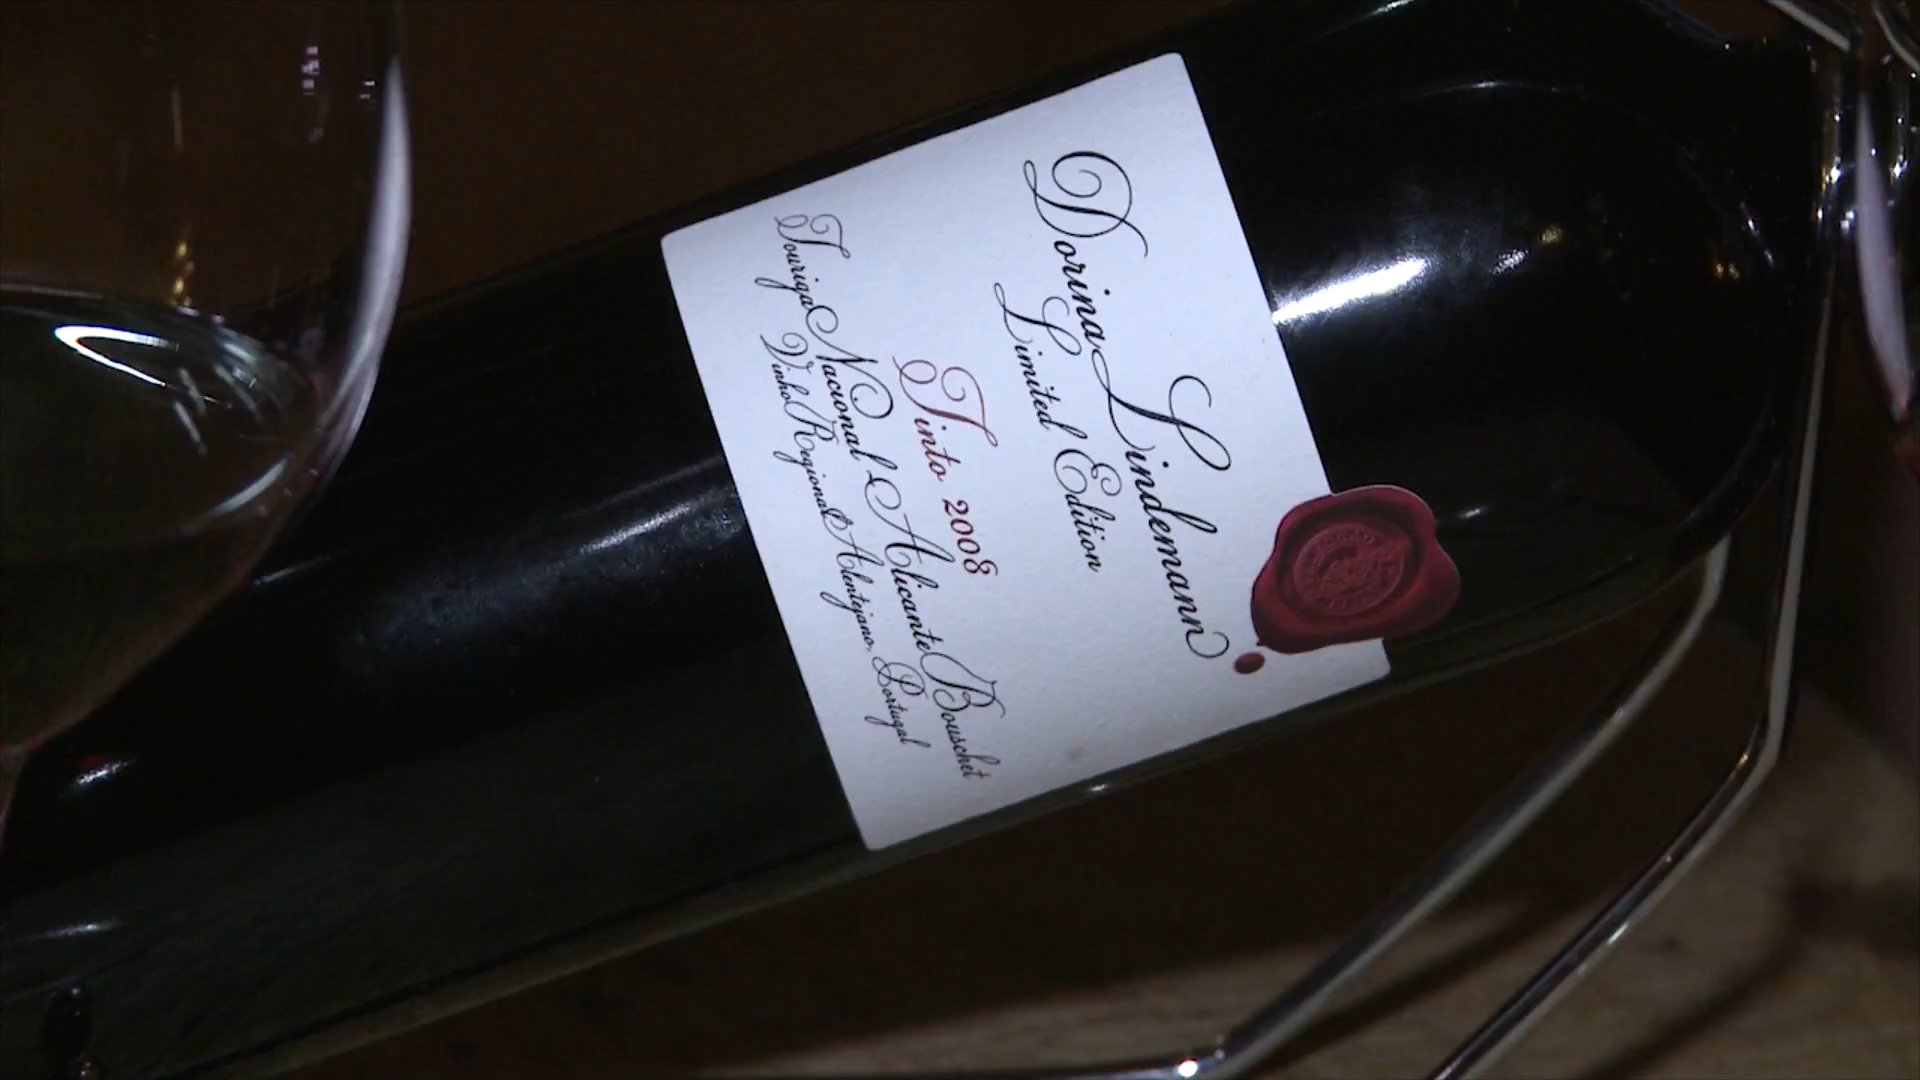 Dorina Lindemann
Limited Edition
Tinto 2008
Touriga Nacional & Alicante Bouschet
Vinho Regional Alentejano, Portugal